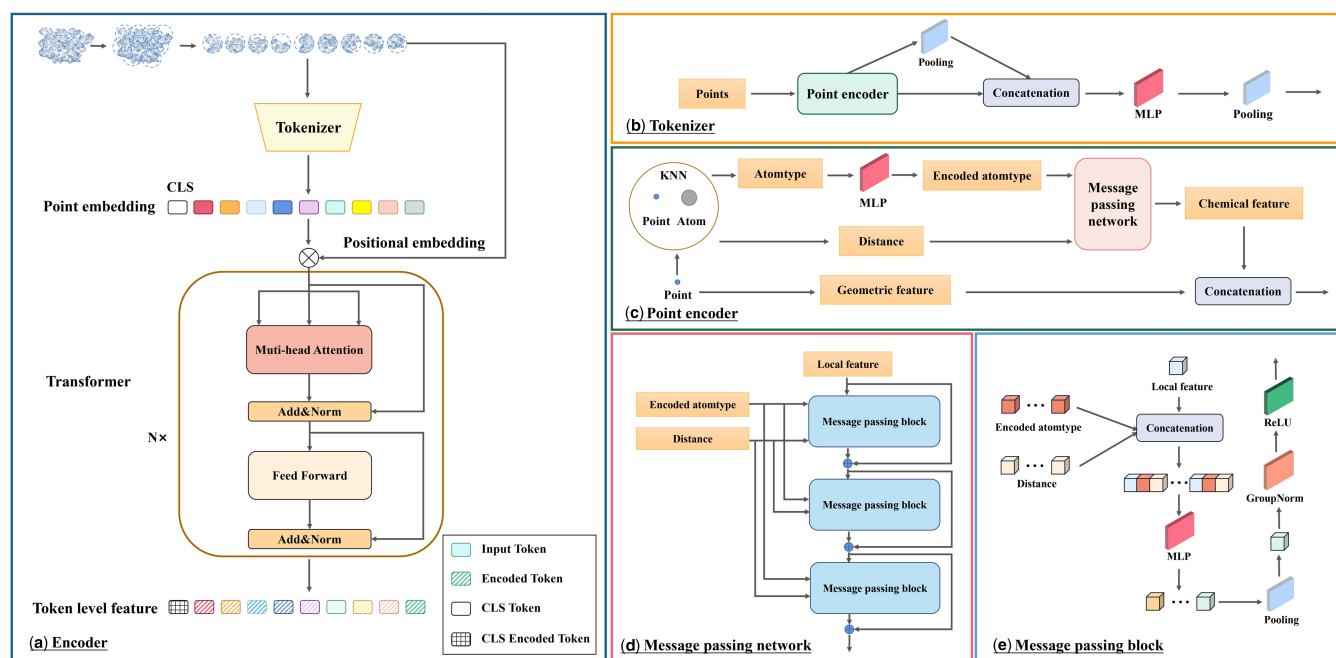 Tokenizer
CLS
Point embedding
Positional embedding
Transformer
N×
Muti-head Attention
Add&Norm
Feed Forward
Add&Norm
Token level feature
Input Token
Encoded Token
CLS Token
CLS Encoded Token
(a) Encoder
Points
Point encoder
Pooling
Concatenation
MLP
Pooling
(b) Tokenizer
KNN
Point Atom
Point
Atomtype
MLP
Encoded atomtype
Distance
Geometric feature
Message
passing
network
Chemical feature
Concatenation
(c) Point encoder
Local feature
Encoded atomtype
Distance
Message passing block
Message passing block
Message passing block
(d) Message passing network
Local feature
Encoded atomtype
Concatenation
Distance
MLP
Pooling
GroupNorm
ReLU
(e) Message passing block